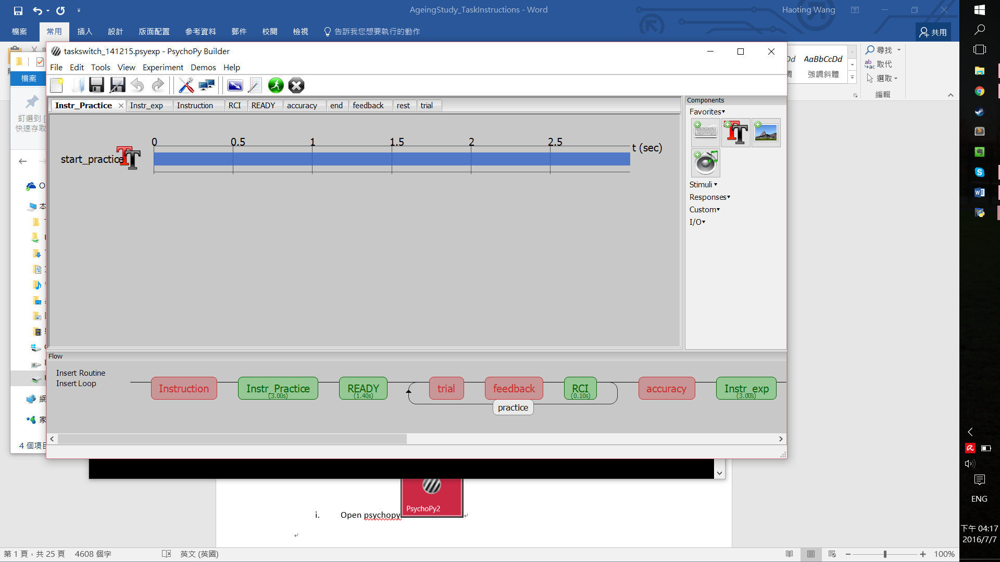 AgeingStudy_TaskInstructions - Word
Haoting Wang
檔案 常用 插入 設計 版面配置 參考資料 郵件 校閱 檢視 告訴我您想要執行的動作
共用
taskswitch_141215.psyexp - PsychoPy Builder
File Edit Tools View Experiment Demos Help
AaBbCcDd
強調斜體
尋找
取代
選取
編輯
檔案
釘選到
快速存取
Instr_Practice Instr_exp Instruction RCI READY accuracy end feedback rest trial
Components
Favorites
Stimuli
Responses
Custom
I/O
0 0.5 1 1.5 2 2.5
t (sec)
start_practice
本
網
家
4 個項目
Flow
Insert Routine
Insert Loop
Instruction
Instr_Practice
(3.00s)
READY
(1.40s)
trial
feedback
RCI
(0.10s)
accuracy
Instr_exp
(3.00s)
practice
PsychoPy2
i. Open psychopy
第 1 頁，共 25 頁 4608 個字 英文 (英國)
100%
ENG
下午 04:17
2016/7/7